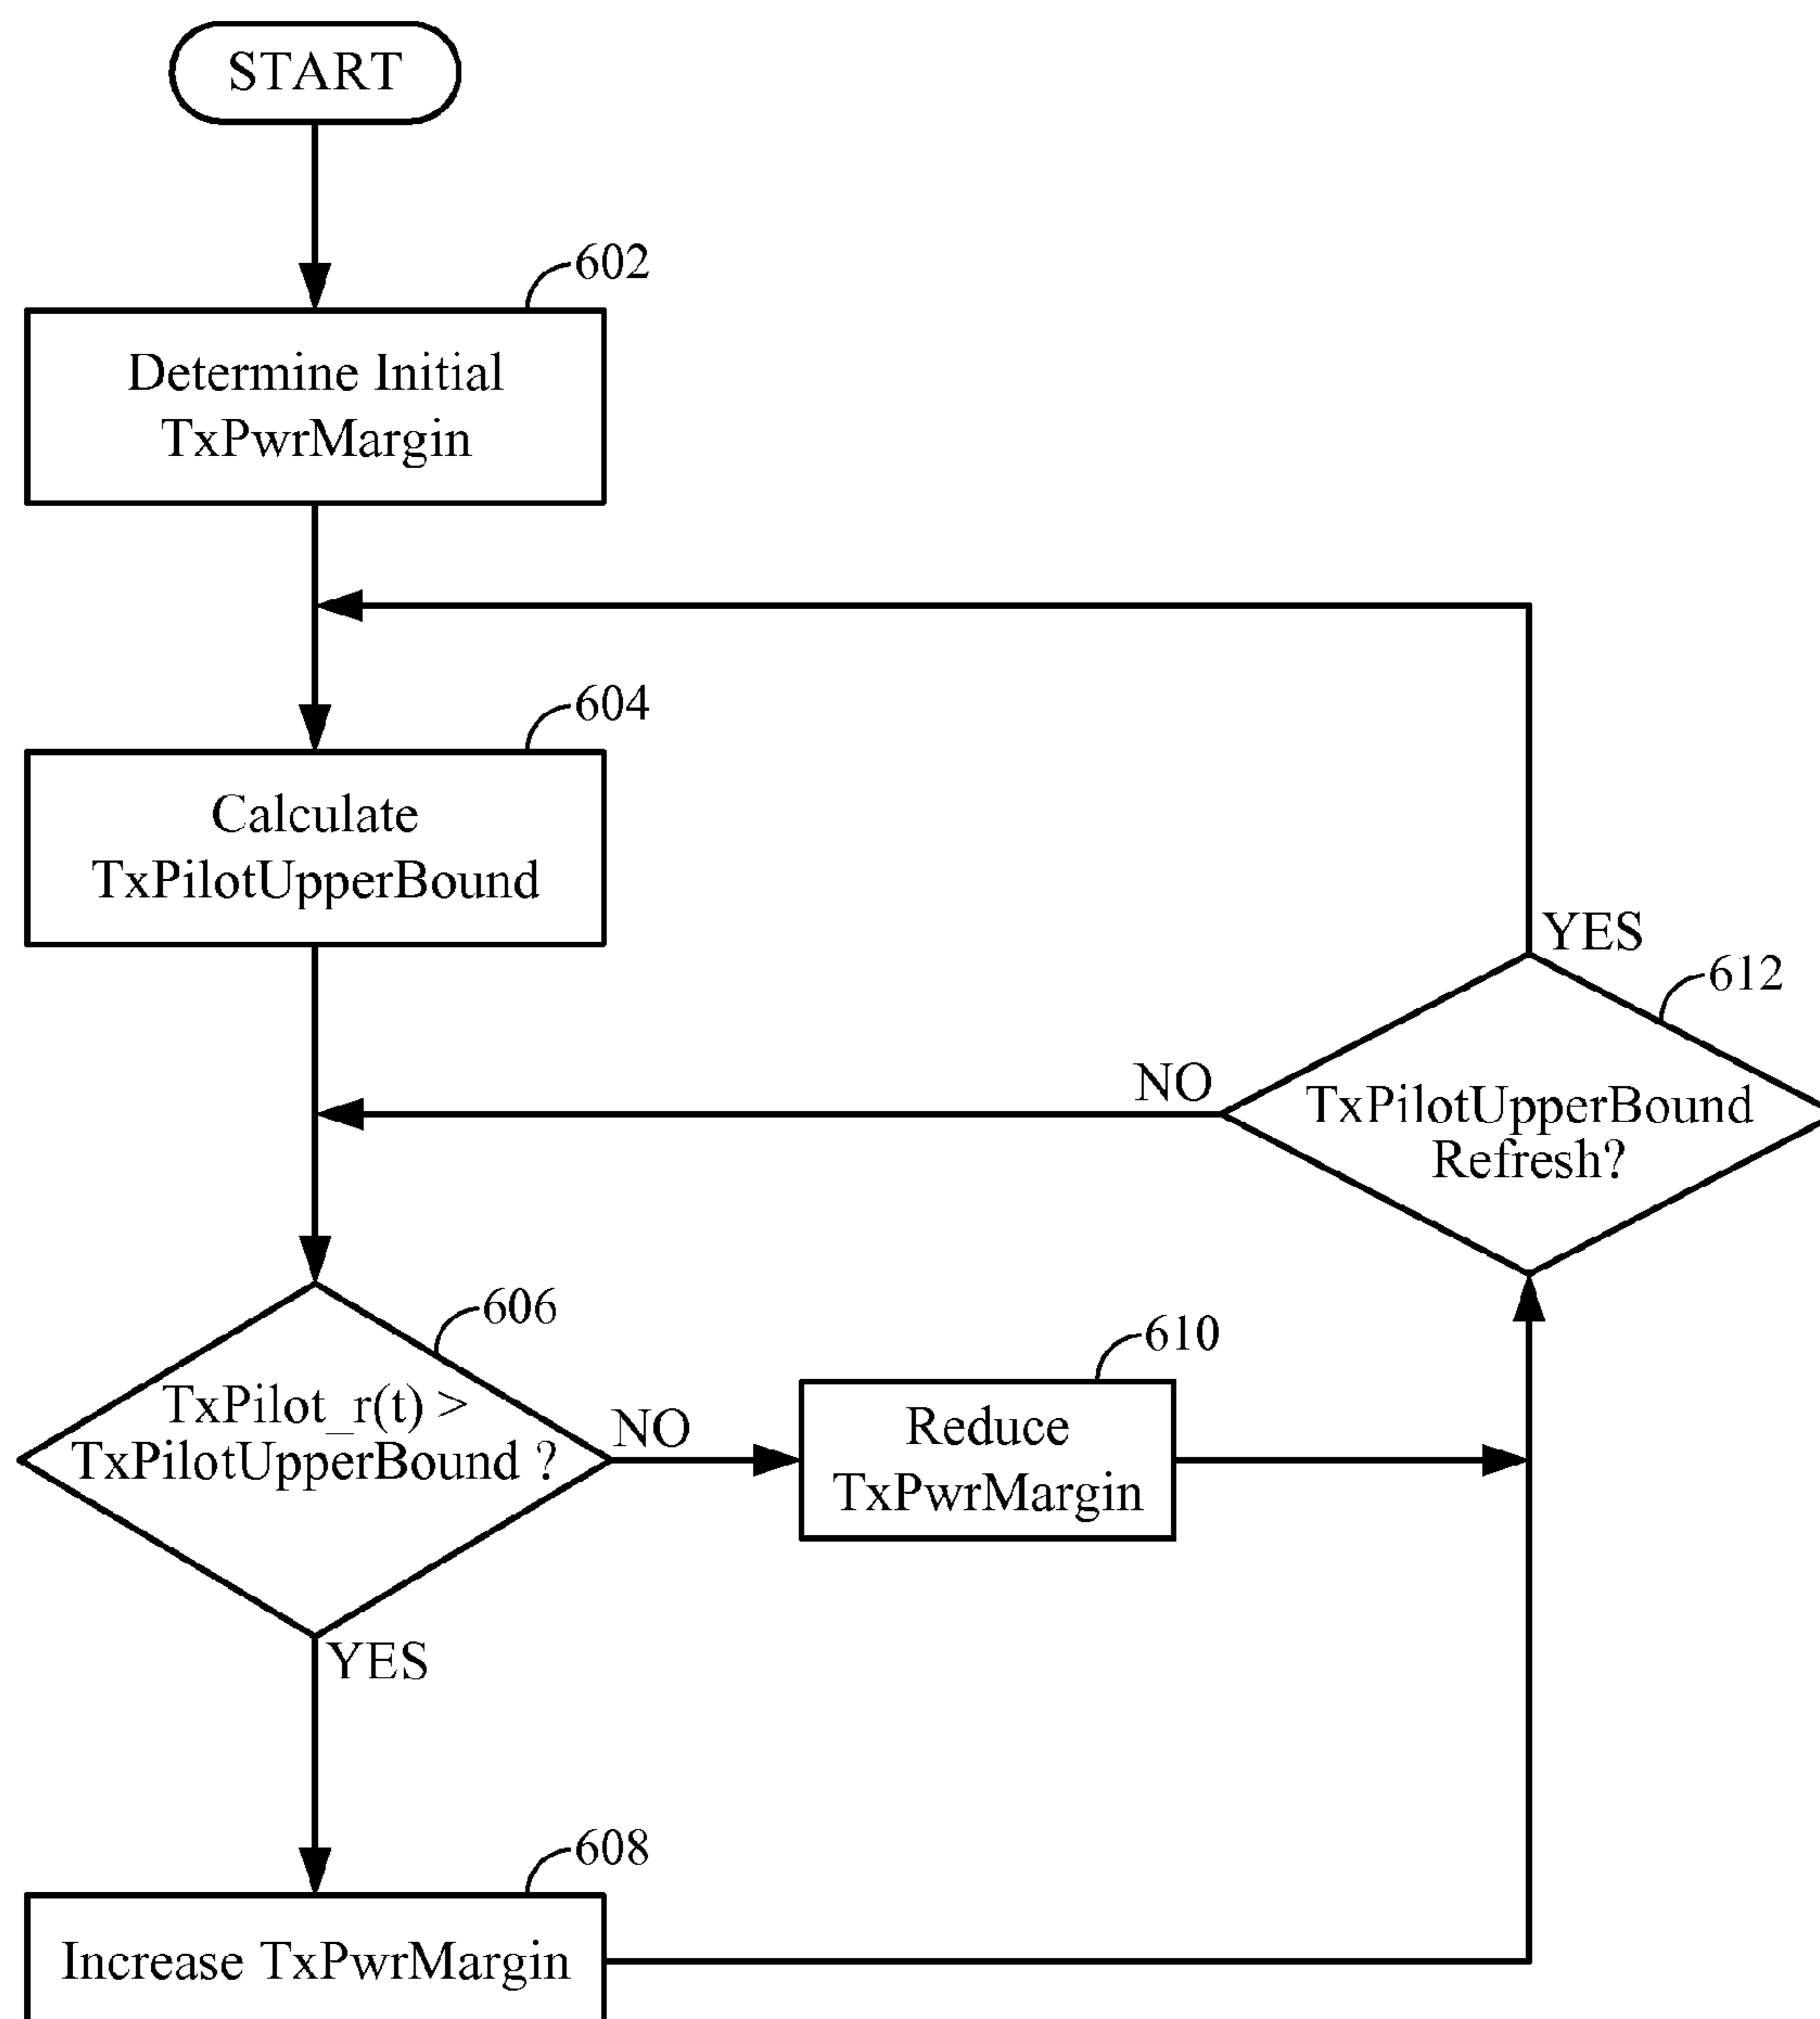 START
602
Determine Initial
TxPwrMargin
604
Calculate
TxPilotUpperBound
YES
612
NO
TxPilotUpperBound
Refresh?
606
TxPilot_r(t) >
TxPilotUpperBound ?
NO
610
Reduce
TxPwrMargin
YES
608
Increase TxPwrMargin